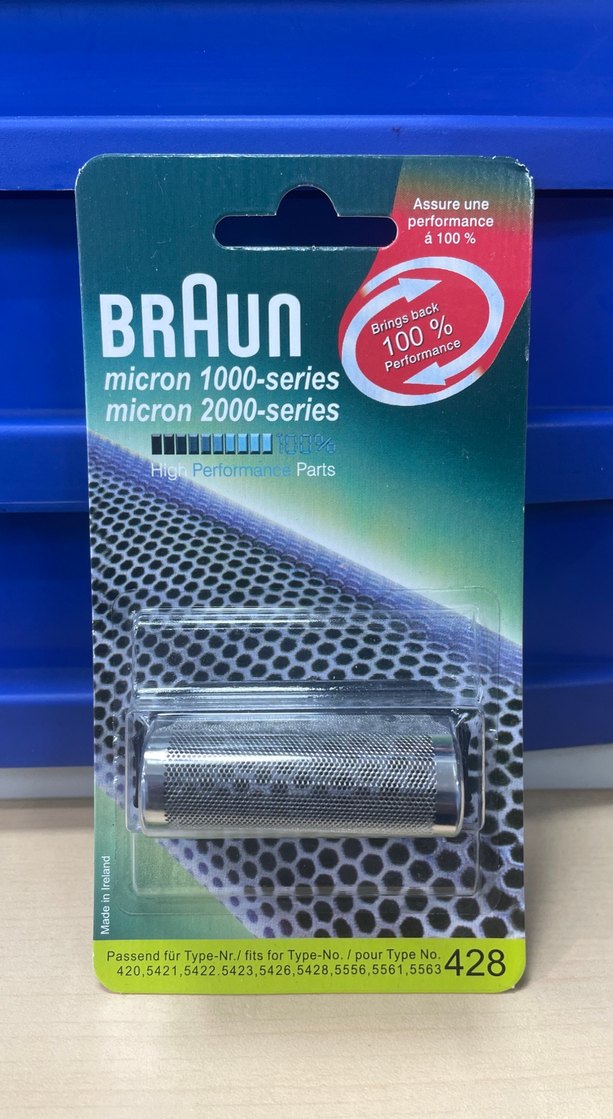 Assure une
performance
á 100 %
Brings back
100 %
Performance
BRAUN
micron 1000-series
micron 2000-series
100%
High Performance Parts
Made in Ireland
Passend für Type-Nr./ fits for Type-No. / pour Type No.
420,5421,5422.5423,5426,5428,5556,5561,5563
428